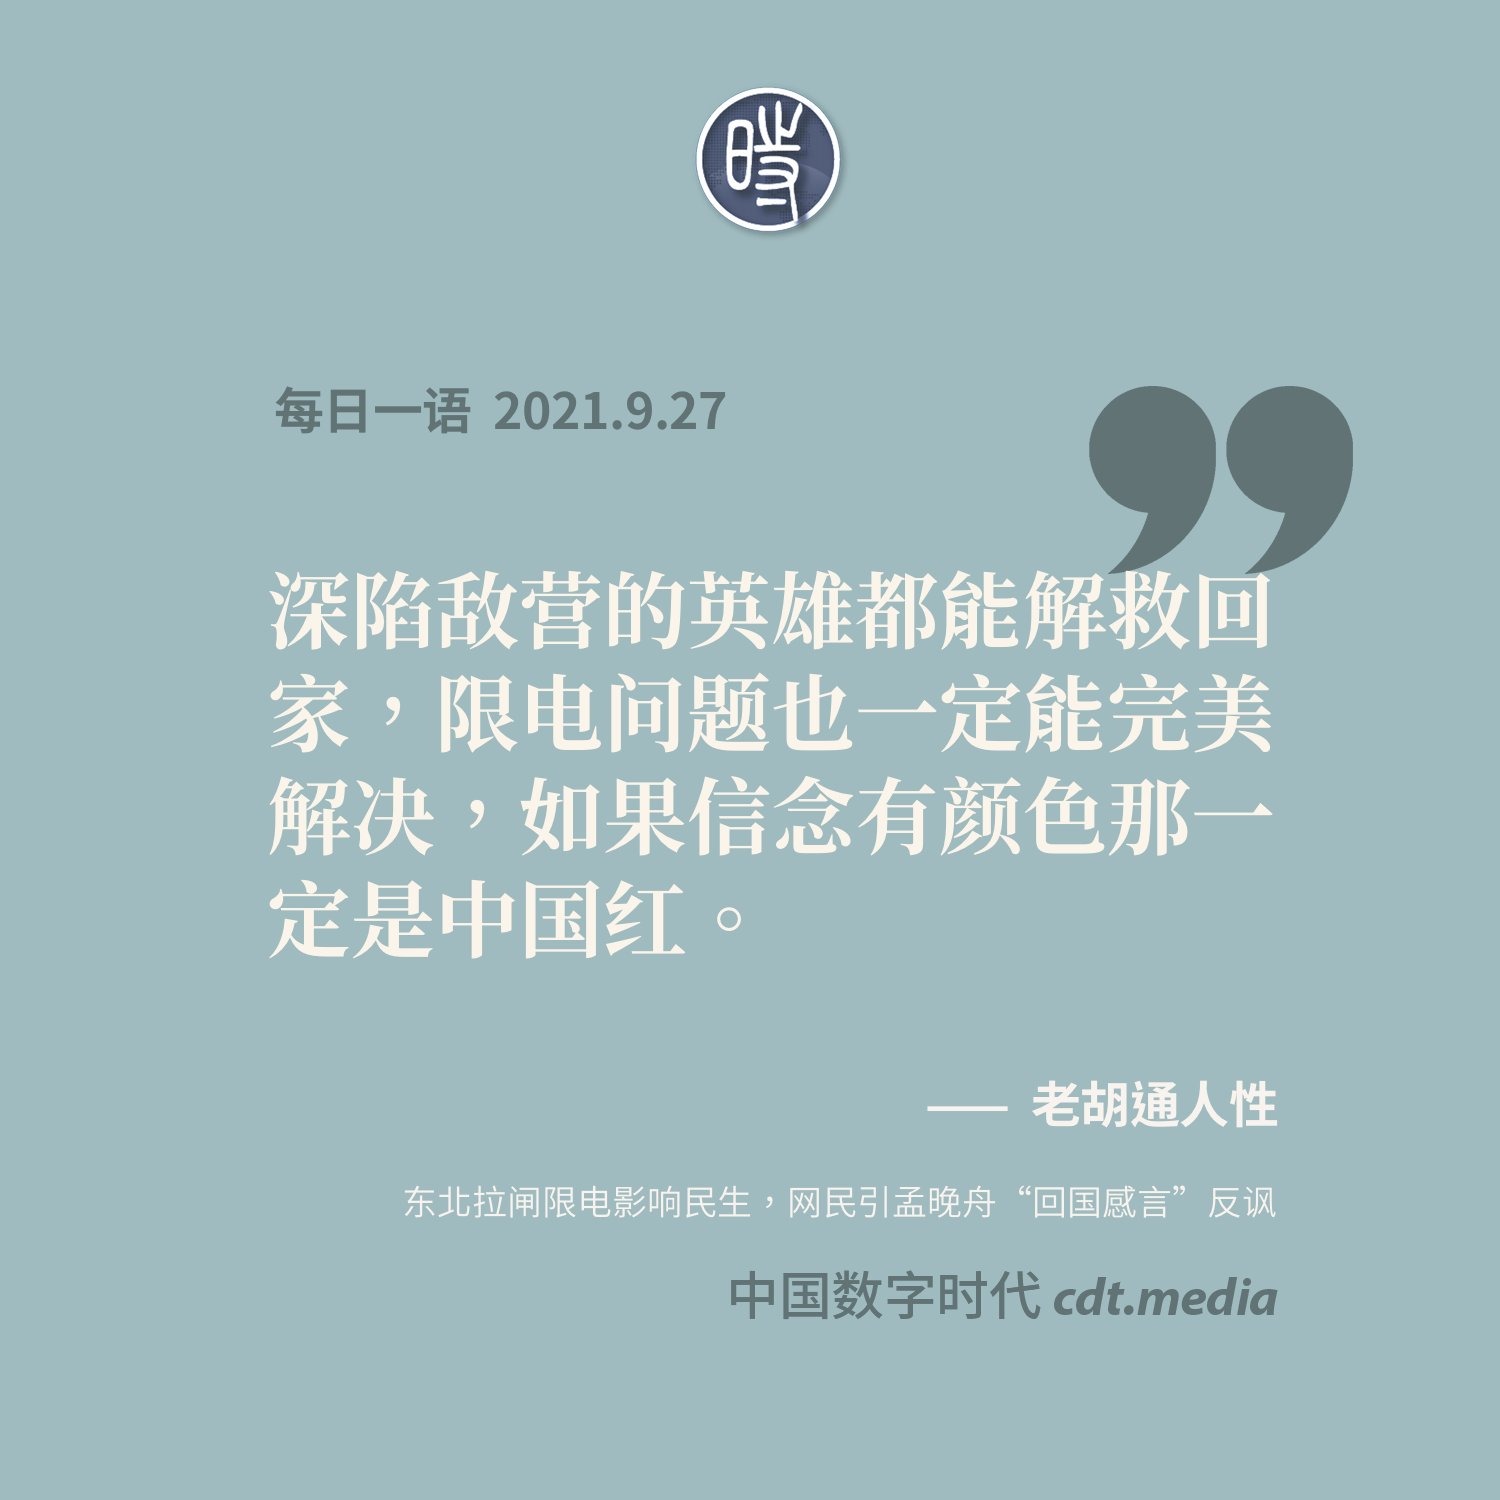 時
每日一语 2021.9.27
”
深陷敌营的英雄都能解救回
家，限电问题也一定能完美
解决，如果信念有颜色那一
定是中国红。
—— 老胡通人性
东北拉闸限电影响民生，网民引孟晚舟“回国感言”反讽
中国数字时代 cdt.media